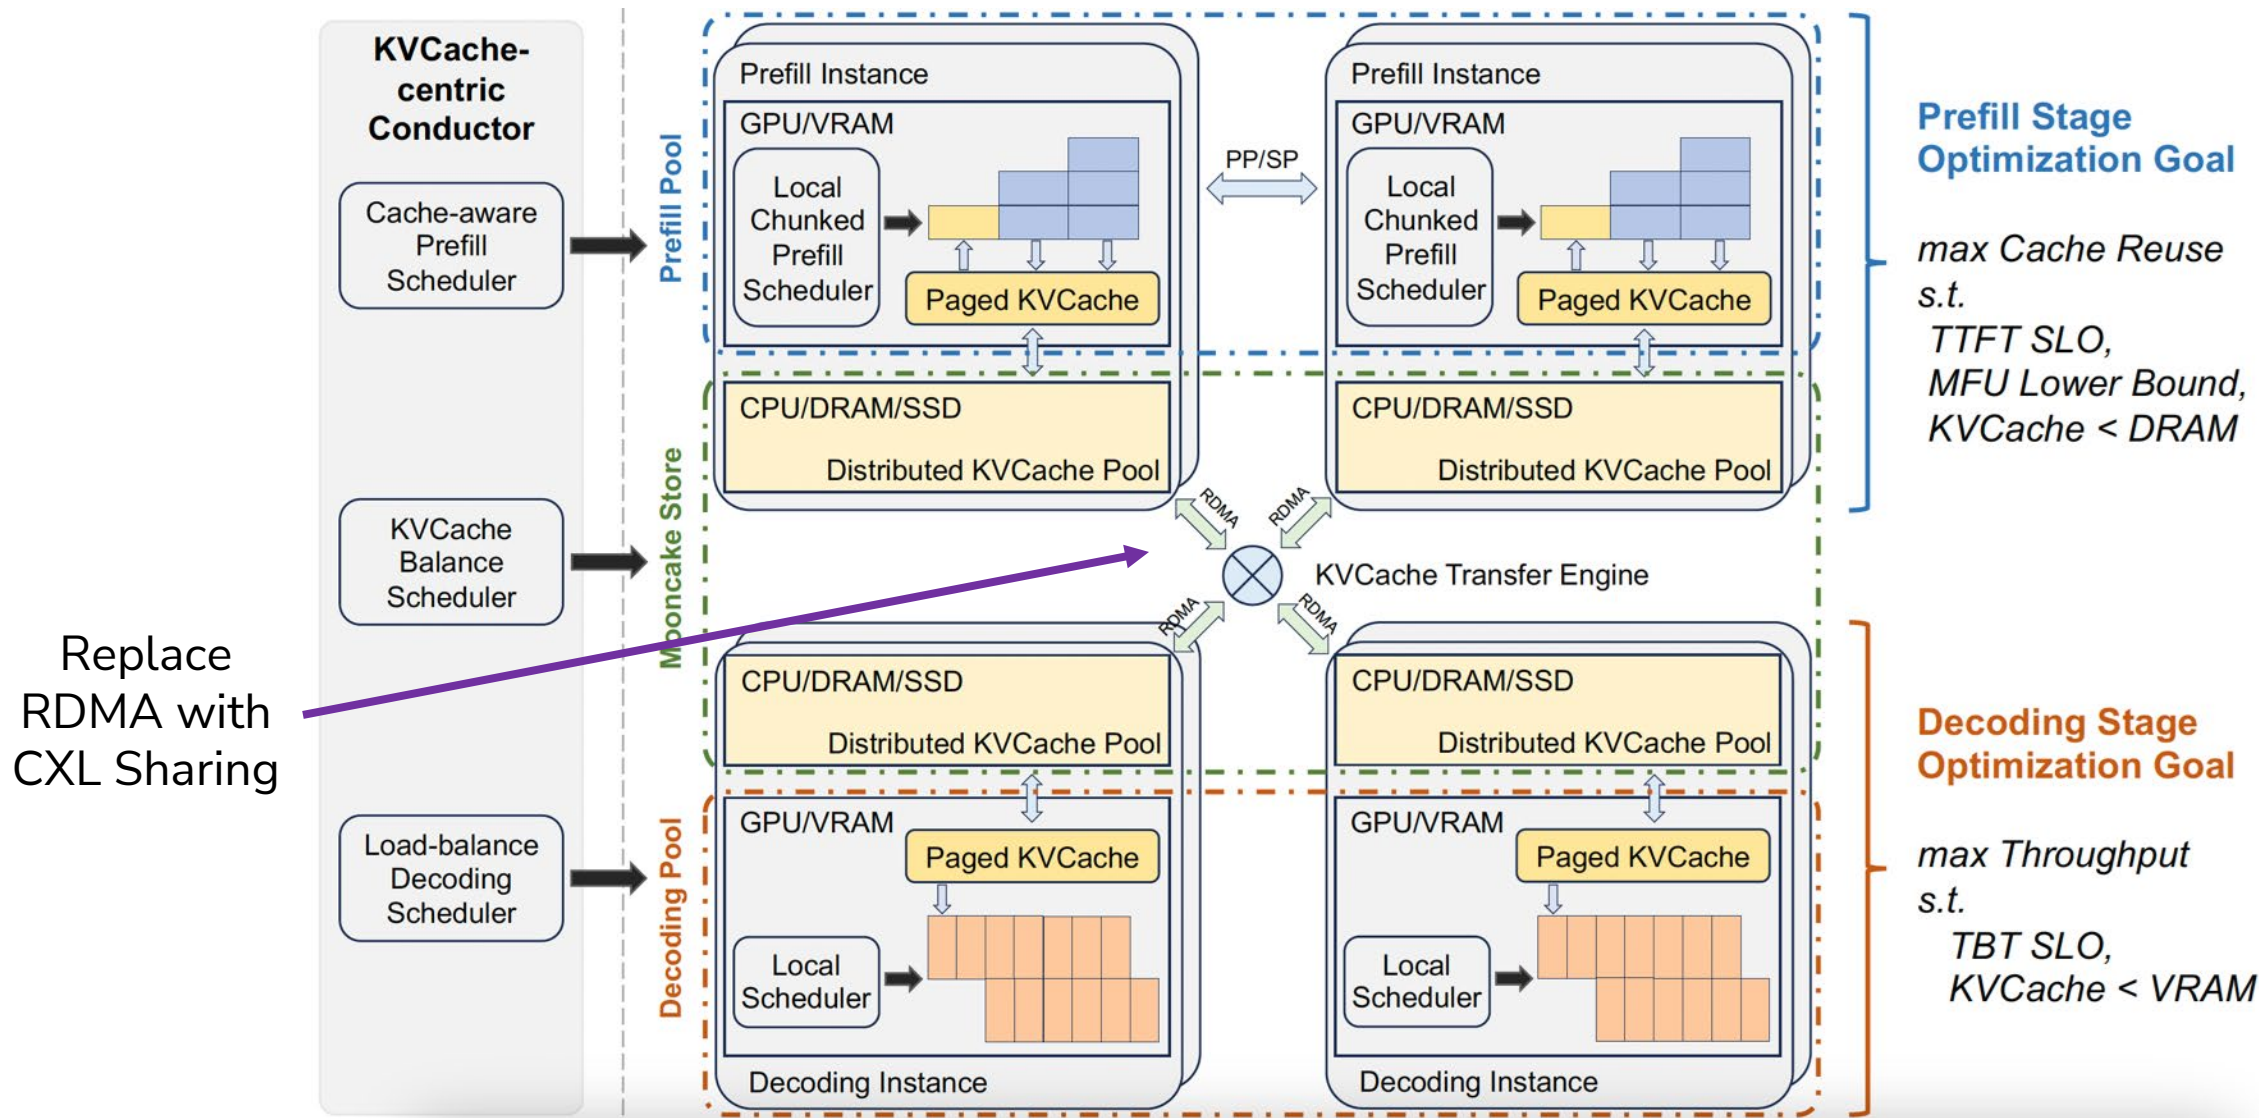 KVCache-
centric
Conductor
Cache-aware
Prefill
Scheduler
KVCache
Balance
Scheduler
Load-balance
Decoding
Scheduler
Replace
RDMA with
CXL Sharing
Prefill Pool
Mooncake Store
Decoding Pool
Prefill Instance
GPU/VRAM
Local
Chunked
Prefill
Scheduler
Paged KVCache
CPU/DRAM/SSD
Distributed KVCache Pool
PP/SP
Prefill Instance
GPU/VRAM
Local
Chunked
Prefill
Scheduler
Paged KVCache
CPU/DRAM/SSD
Distributed KVCache Pool
RDMA
RDMA
KVCache Transfer Engine
RDMA
RDMA
CPU/DRAM/SSD
Distributed KVCache Pool
GPU/VRAM
Paged KVCache
Local
Scheduler
Decoding Instance
CPU/DRAM/SSD
Distributed KVCache Pool
GPU/VRAM
Paged KVCache
Local
Scheduler
Decoding Instance
Prefill Stage
Optimization Goal
max Cache Reuse
s.t.
TTFT SLO,
MFU Lower Bound,
KVCache < DRAM
Decoding Stage
Optimization Goal
max Throughput
s.t.
TBT SLO,
KVCache < VRAM